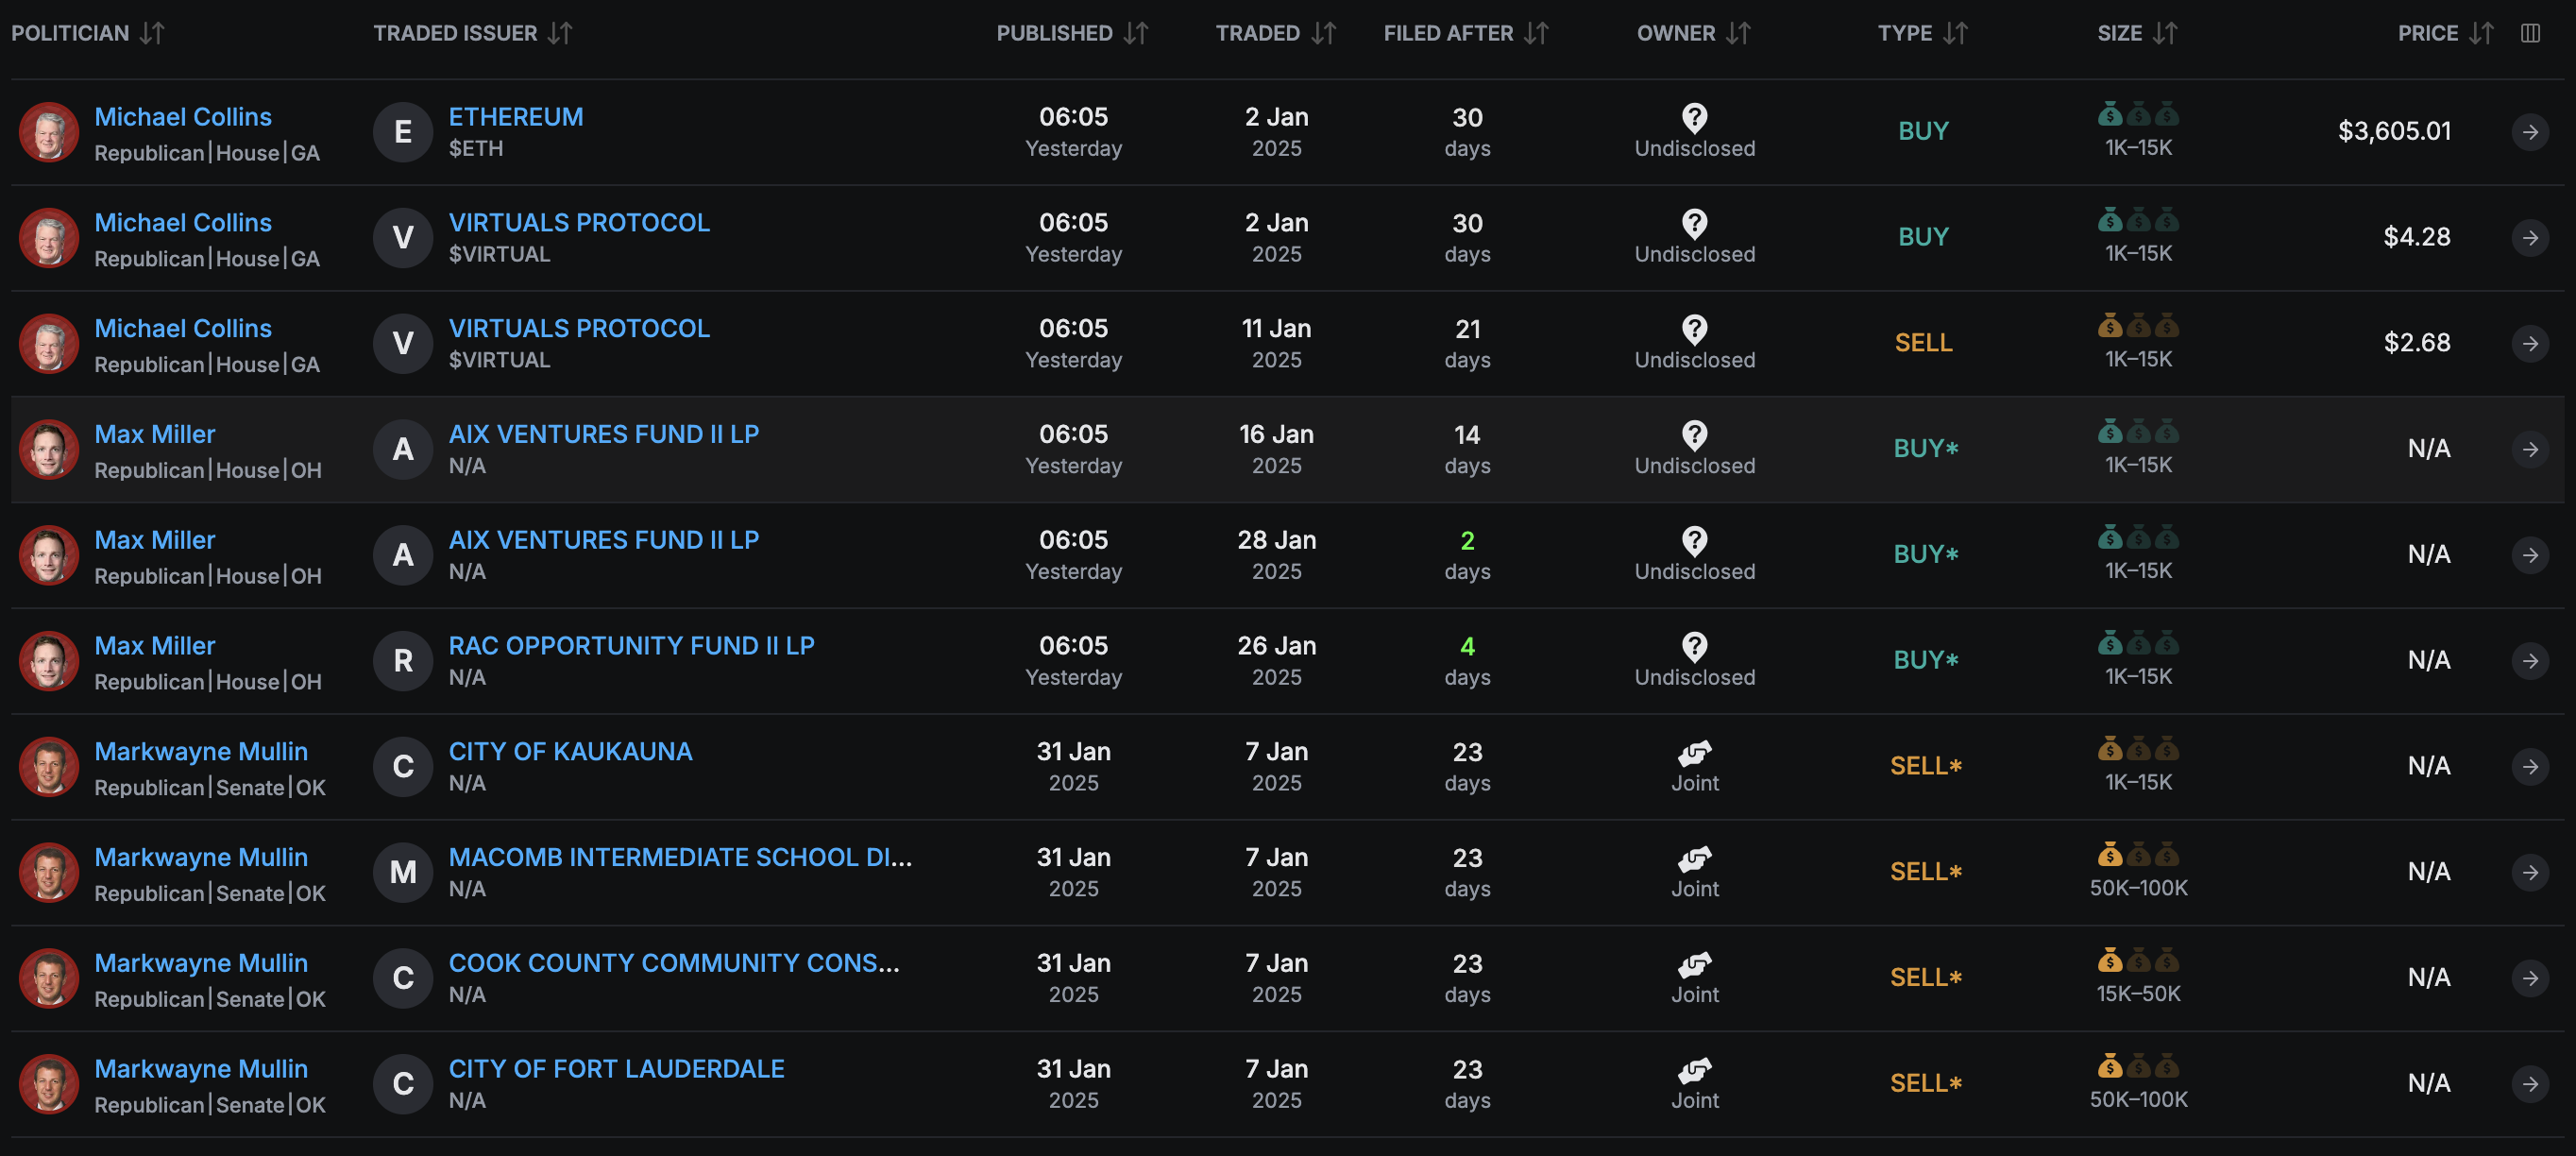 POLITICIAN TRADED ISSUER PUBLISHED TRADED FILED AFTER OWNER TYPE SIZE PRICE
Michael Collins ETHEREUM 06:05 2 Jan 30 BUY $3,605.01
Republican|House|GA E $ETH Yesterday 2025 days Undisclosed 1K–15K
Michael Collins VIRTUALS PROTOCOL 06:05 2 Jan 30 BUY $4.28
Republican|House|GA V $VIRTUAL Yesterday 2025 days Undisclosed 1K–15K
Michael Collins VIRTUALS PROTOCOL 06:05 11 Jan 21 SELL $2.68
Republican|House|GA V $VIRTUAL Yesterday 2025 days Undisclosed 1K–15K
Max Miller AIX VENTURES FUND II LP 06:05 16 Jan 14 BUY* N/A
Republican|House|OH A N/A Yesterday 2025 days Undisclosed 1K–15K
Max Miller AIX VENTURES FUND II LP 06:05 28 Jan 2 BUY* N/A
Republican|House|OH A N/A Yesterday 2025 days Undisclosed 1K–15K
Max Miller RAC OPPORTUNITY FUND II LP 06:05 26 Jan 4 BUY* N/A
Republican|House|OH R N/A Yesterday 2025 days Undisclosed 1K–15K
Markwayne Mullin CITY OF KAUKAUNA 31 Jan 7 Jan 23 SELL* N/A
Republican|Senate|OK C N/A 2025 2025 days Joint 1K–15K
Markwayne Mullin MACOMB INTERMEDIATE SCHOOL DI... 31 Jan 7 Jan 23 SELL* N/A
Republican|Senate|OK M N/A 2025 2025 days Joint 50K–100K
Markwayne Mullin COOK COUNTY COMMUNITY CONS... 31 Jan 7 Jan 23 SELL* N/A
Republican|Senate|OK C N/A 2025 2025 days Joint 15K–50K
Markwayne Mullin CITY OF FORT LAUDERDALE 31 Jan 7 Jan 23 SELL* N/A
Republican|Senate|OK C N/A 2025 2025 days Joint 50K–100K